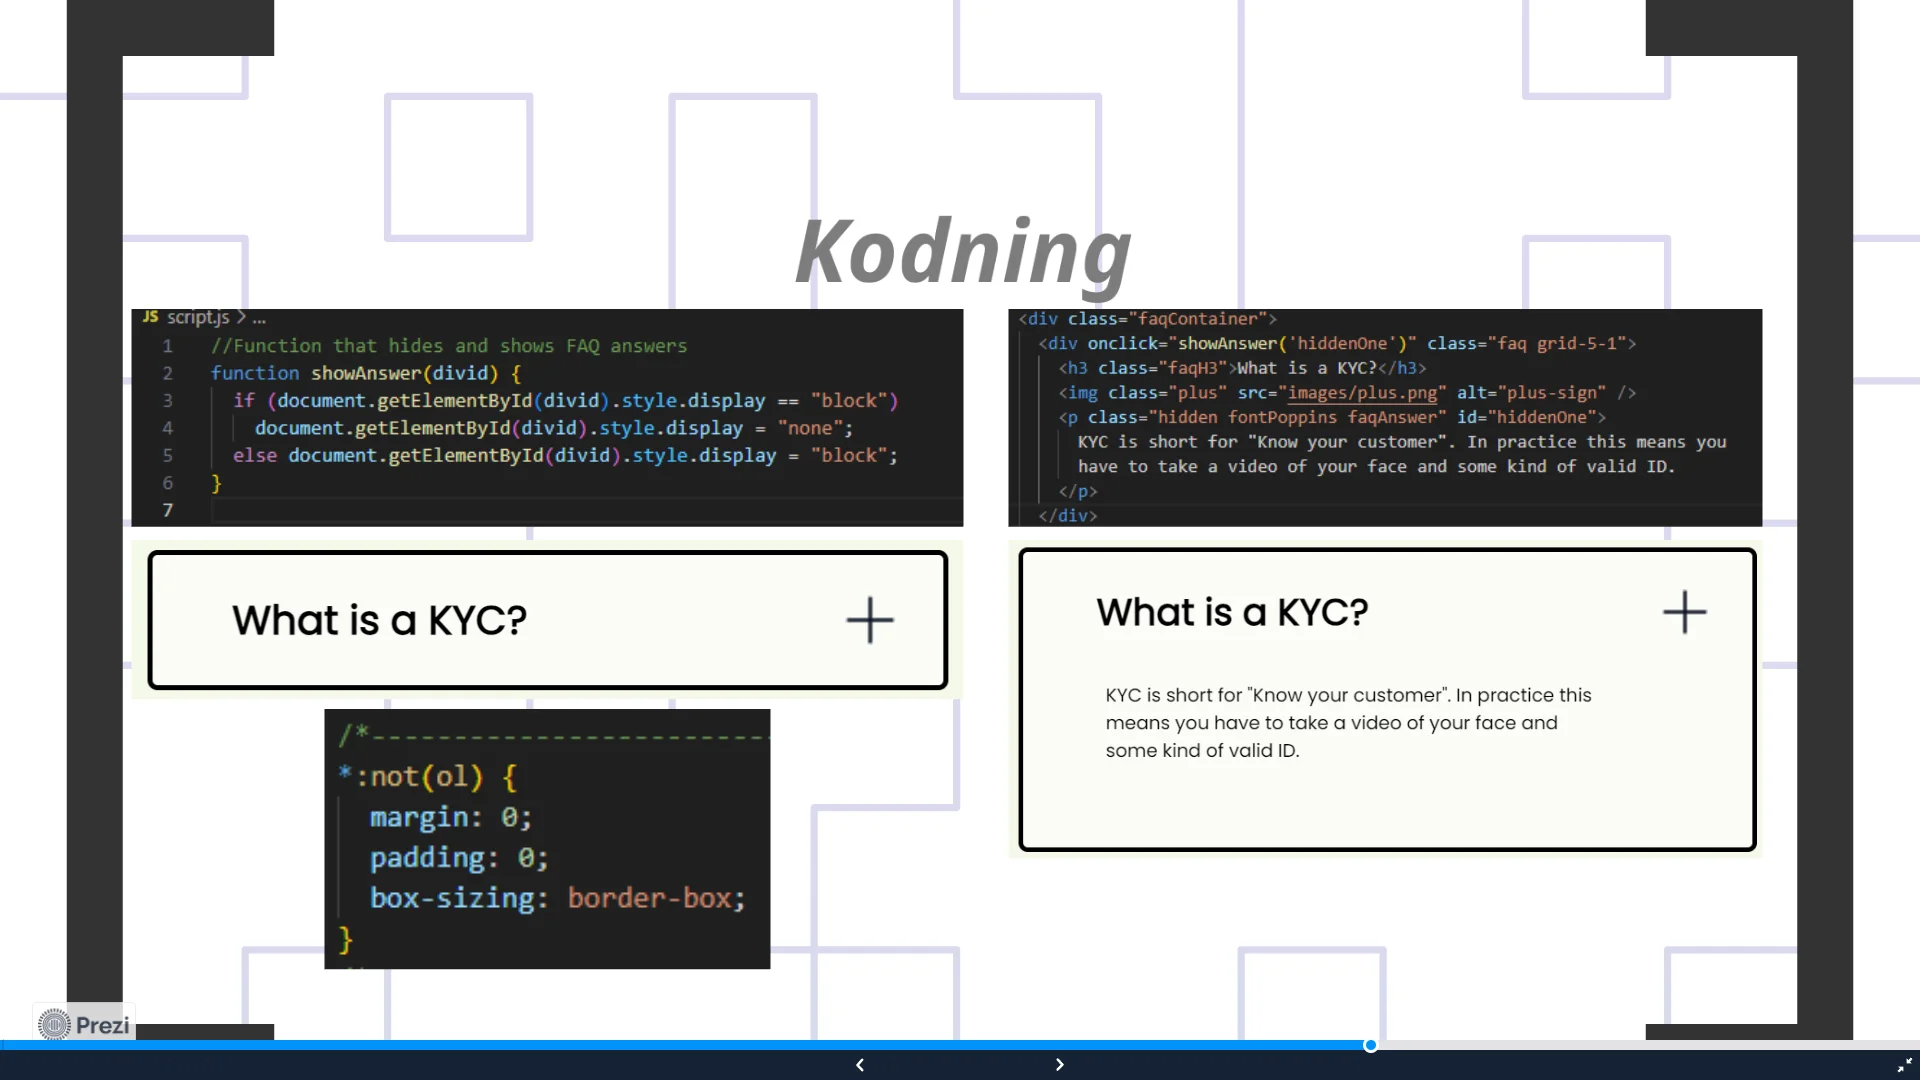 Kodning
JS script.js > ...
1 //Function that hides and shows FAQ answers
2 function showAnswer(divid) {
3 if (document.getElementById(divid).style.display == "block")
4 document.getElementById(divid).style.display = "none";
5 else document.getElementById(divid).style.display = "block";
6 }
7
<div class="faqContainer">
<div onclick="showAnswer('hiddenOne')" class="faq grid-5-1">
<h3 class="faqH3">What is a KYC?</h3>
<img class="plus" src="images/plus.png" alt="plus-sign" />
<p class="hidden fontPoppins faqAnswer" id="hiddenOne">
KYC is short for "Know your customer". In practice this means you
have to take a video of your face and some kind of valid ID.
</p>
</div>
What is a KYC?
/*--------------------------
*:not(ol) {
margin: 0;
padding: 0;
box-sizing: border-box;
}
What is a KYC?
KYC is short for "Know your customer". In practice this
means you have to take a video of your face and
some kind of valid ID.
Prezi